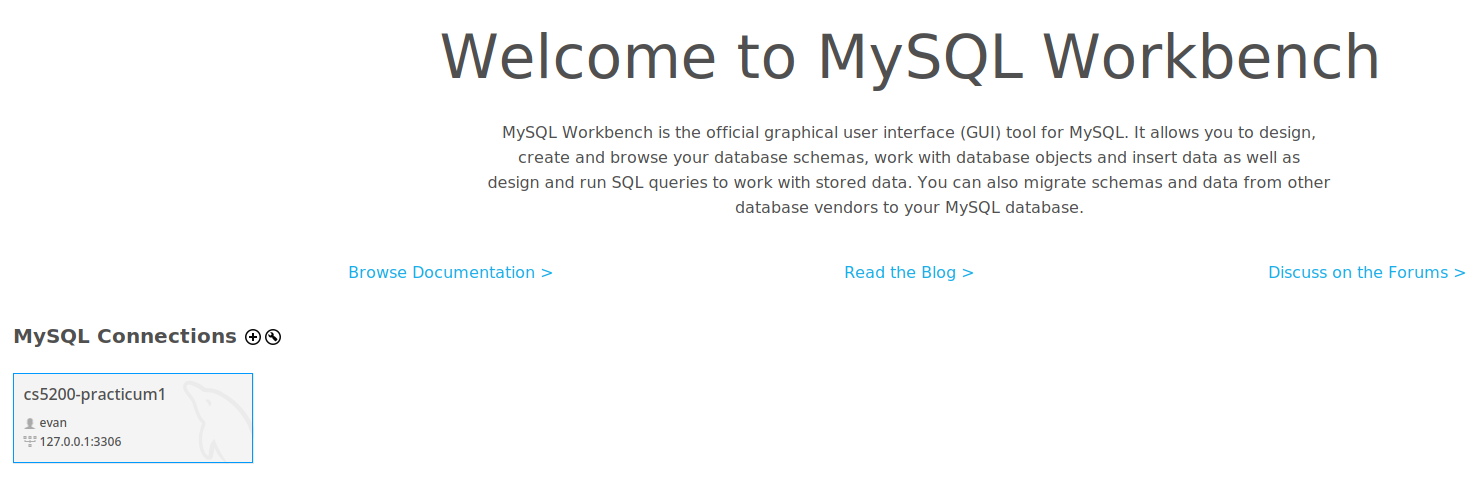 Welcome to MySQL Workbench
MySQL Workbench is the official graphical user interface (GUI) tool for MySQL. It allows you to design,
create and browse your database schemas, work with database objects and insert data as well as
design and run SQL queries to work with stored data. You can also migrate schemas and data from other
database vendors to your MySQL database.
Browse Documentation > Read the Blog > Discuss on the Forums >
MySQL Connections
cs5200-practicum1
evan
127.0.0.1:3306